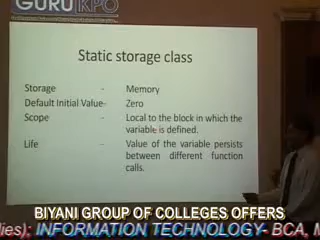 GURUKPO
Static storage class
Storage - Memory
Default Initial Value- Zero
Scope - Local to the block in which the
variable is defined.
Life - Value of the variable persists
between different function
calls.
BIYANI GROUP OF COLLEGES OFFERS
lies); INFORMATION TECHNOLOGY- BCA, M